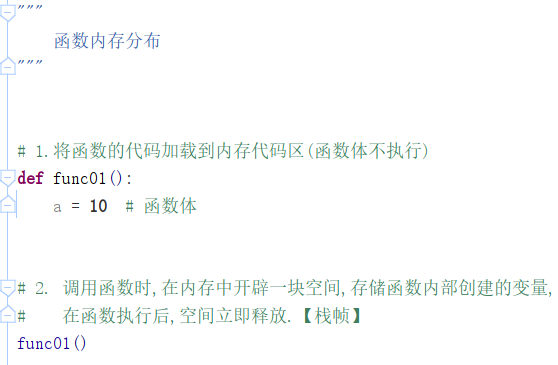 """
    函数内存分布
"""
# 1.将函数的代码加载到内存代码区(函数体不执行)
def func01():
    a = 10  # 函数体
# 2. 调用函数时,在内存中开辟一块空间,存储函数内部创建的变量,
#    在函数执行后,空间立即释放.【栈帧】
func01()